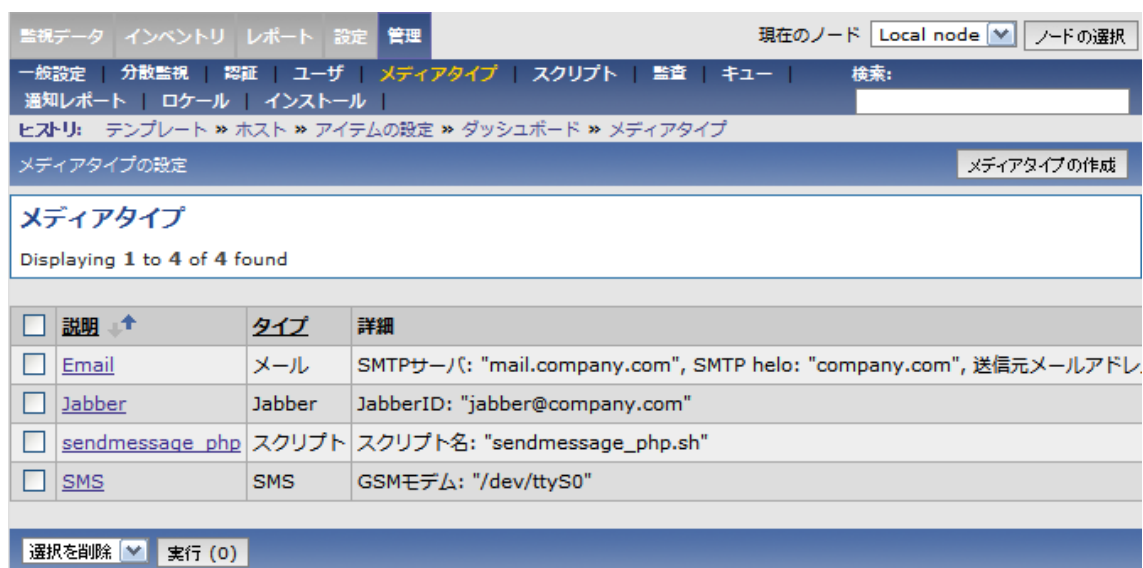 監視データ インベントリ レポート 設定 管理 現在のノード Local node ノードの選択
一般設定 | 分散監視 | 認証 | ユーザ | メディアタイプ | スクリプト | 監査 | キュー | 検索:
通知レポート | ロケール | インストール |
ヒストリ: テンプレート » ホスト » アイテムの設定 » ダッシュボード » メディアタイプ
メディアタイプの設定 メディアタイプの作成
メディアタイプ
Displaying 1 to 4 of 4 found
説明 タイプ 詳細
Email メール SMTPサーバ: "mail.company.com", SMTP helo: "company.com", 送信元メールアドレ
Jabber Jabber JabberID: "jabber@company.com"
sendmessage_php スクリプト スクリプト名: "sendmessage_php.sh"
SMS SMS GSMモデム: "/dev/ttyS0"
選択を削除 実行 (0)